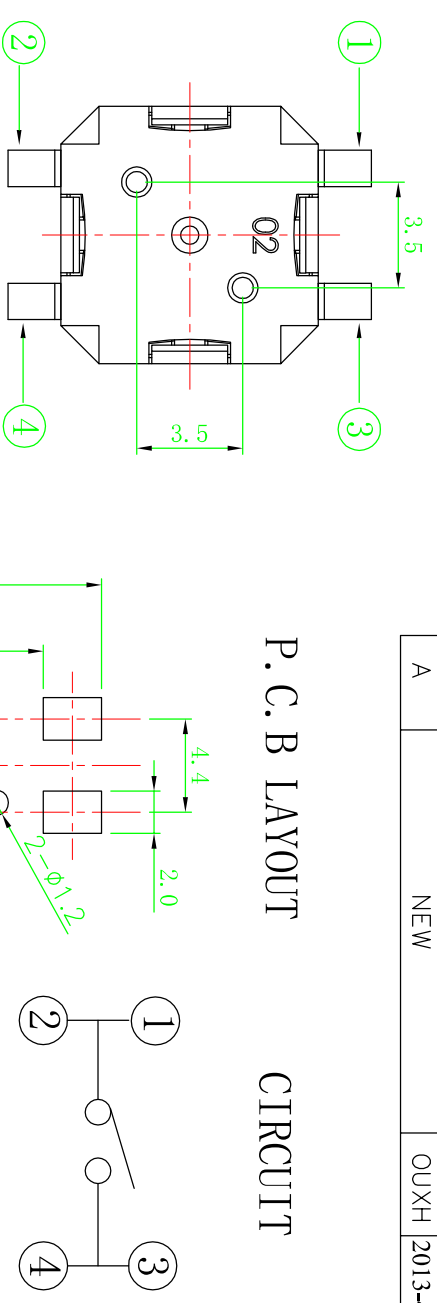 A NEW OUXH 2013-
① ③
3.5
02
3.5
② ④
P.C.B LAYOUT
4.4
2.0
2-Φ1.2
CIRCUIT
① ③
② ④